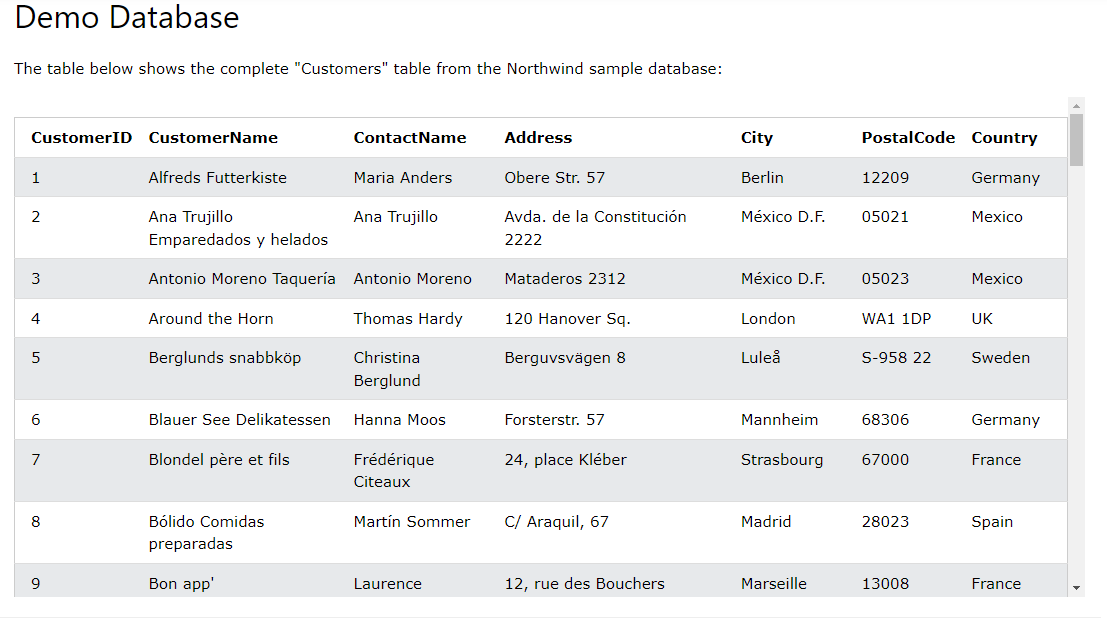 Demo Database
The table below shows the complete "Customers" table from the Northwind sample database:
CustomerID CustomerName ContactName Address City PostalCode Country
1 Alfreds Futterkiste Maria Anders Obere Str. 57 Berlin 12209 Germany
2 Ana Trujillo Ana Trujillo Avda. de la Constitución México D.F. 05021 Mexico
Emparedados y helados 2222
3 Antonio Moreno Taquería Antonio Moreno Mataderos 2312 México D.F. 05023 Mexico
4 Around the Horn Thomas Hardy 120 Hanover Sq. London WA1 1DP UK
5 Berglunds snabbköp Christina Berguvsvägen 8 Luleå S-958 22 Sweden
Berglund
6 Blauer See Delikatessen Hanna Moos Forsterstr. 57 Mannheim 68306 Germany
7 Blondel père et fils Frédérique 24, place Kléber Strasbourg 67000 France
Citeaux
8 Bólido Comidas Martín Sommer C/ Araquil, 67 Madrid 28023 Spain
preparadas
9 Bon app' Laurence 12, rue des Bouchers Marseille 13008 France